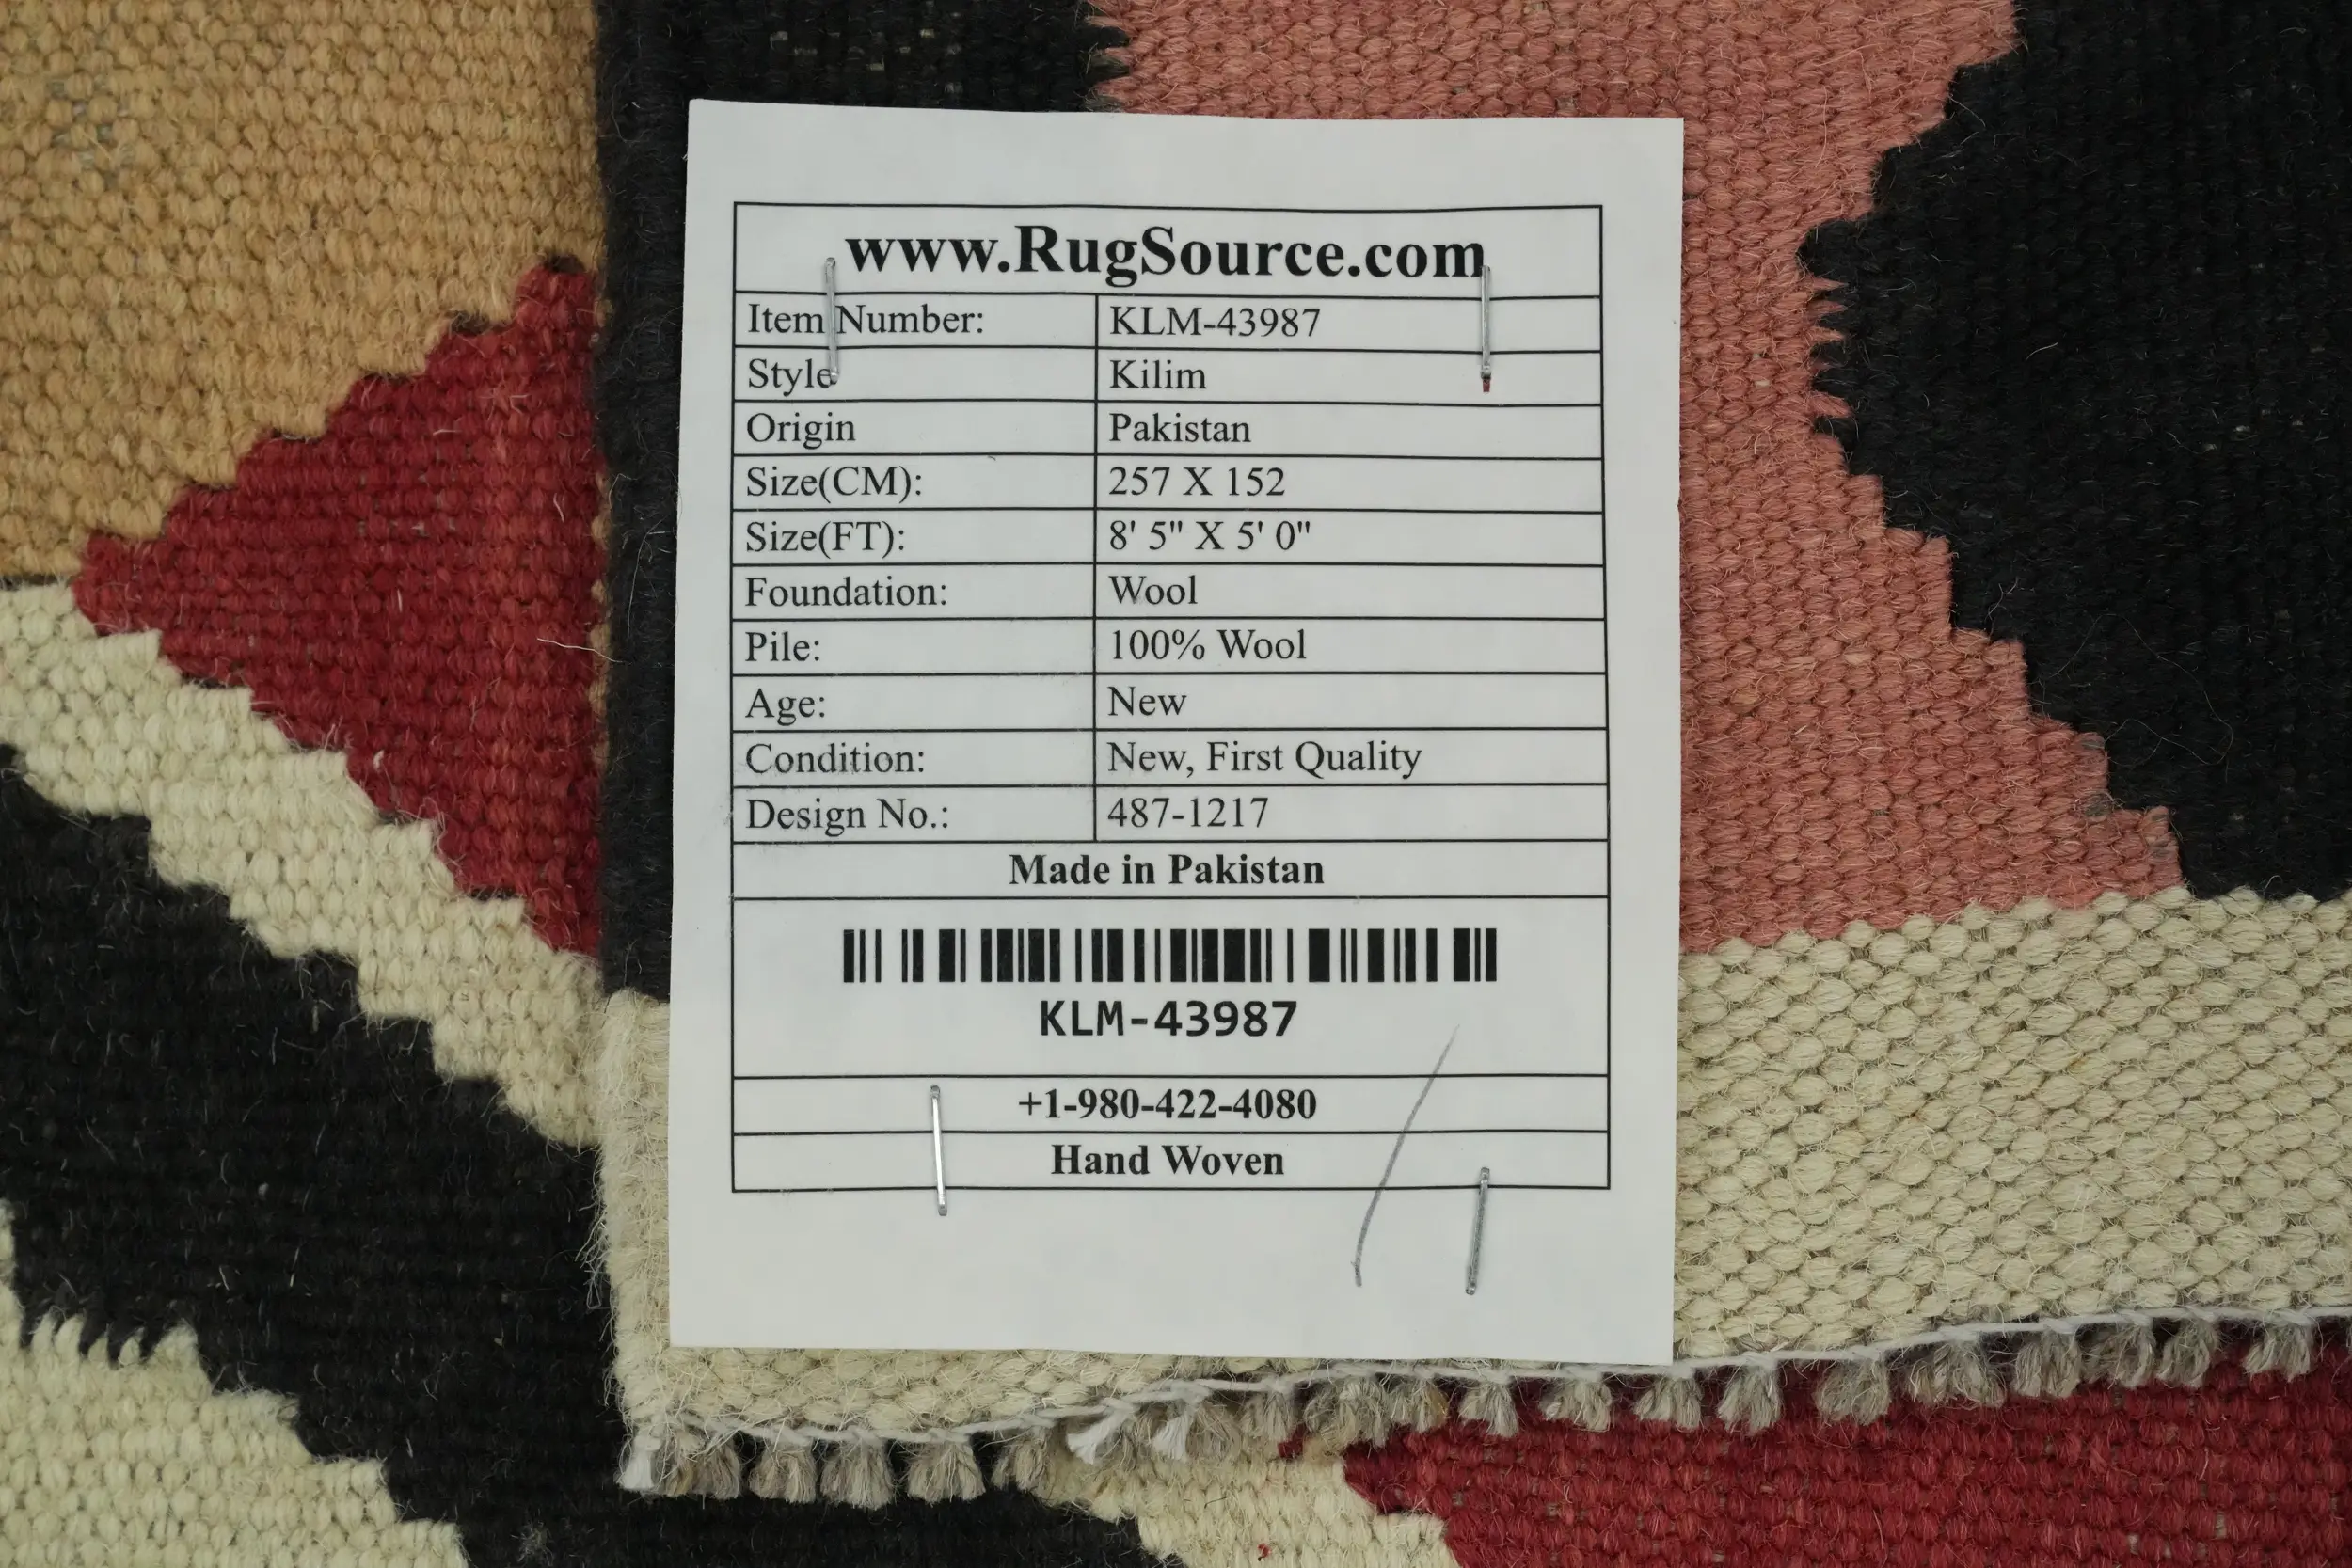 www.RugSource.com
Item Number: KLM-43987
Style Kilim
Origin Pakistan
Size(CM): 257 X 152
Size(FT): 8' 5" X 5' 0"
Foundation: Wool
Pile: 100% Wool
Age: New
Condition: New, First Quality
Design No.: 487-1217
Made in Pakistan
KLM-43987
+1-980-422-4080
Hand Woven